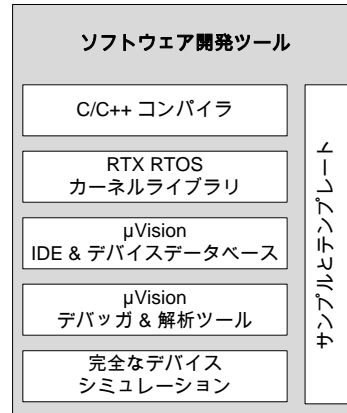 ソフトウェア開発ツール
C/C++ コンパイラ
RTX RTOS
カーネルライブラリ
µVision
IDE & デバイスデータベース
µVision
デバッガ & 解析ツール
完全なデバイス
シミュレーション
サンプルとテンプレート